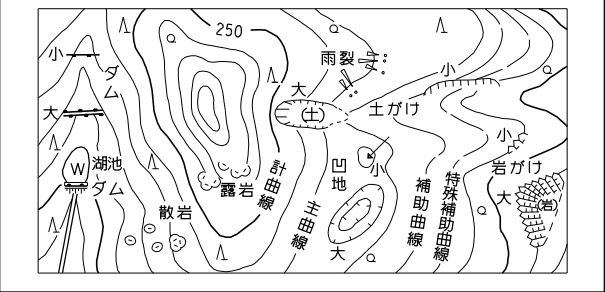 250
雨裂
小
ダム
大
小
大
(土)
土がけ
小
W
湖池
ダム
露岩
計曲線
凹地
小
岩がけ
大
(岩)
散岩
主曲線
大
補助曲線
特殊補助曲線